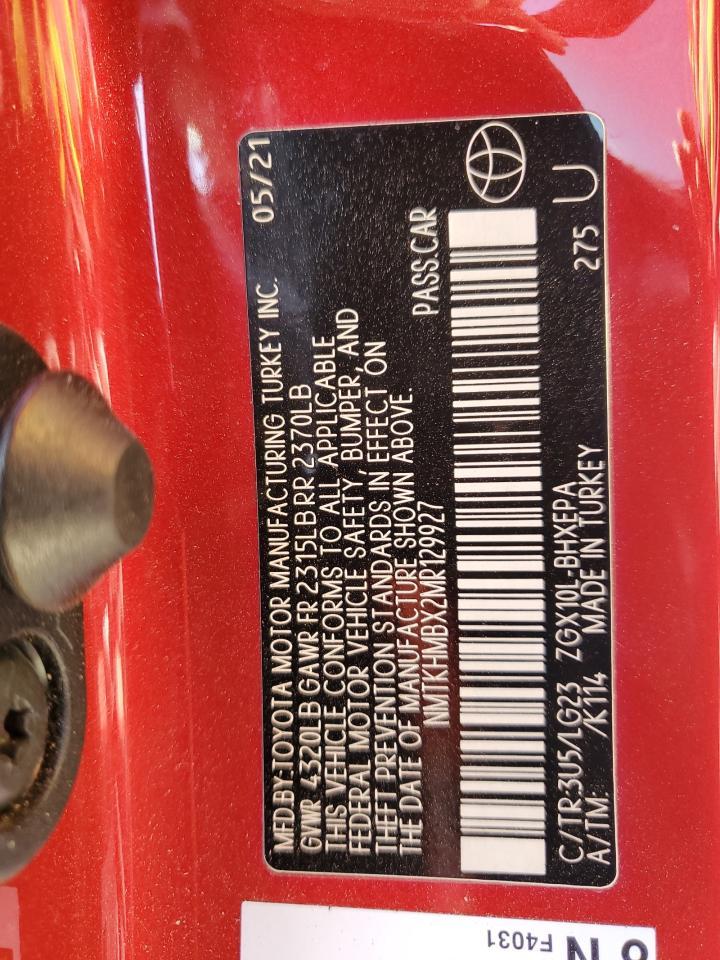 MFD.BY:TOYOTA MOTOR MANUFACTURING TURKEY INC. 05/21
GVWR 4320LB GAWR FR 2315LB RR 2370LB
THIS VEHICLE CONFORMS TO ALL APPLICABLE
FEDERAL MOTOR VEHICLE SAFETY, BUMPER, AND
THEFT PREVENTION STANDARDS IN EFFECT ON
THE DATE OF MANUFACTURE SHOWN ABOVE.
NMTKHMBX2MR129927 PASS.CAR
C/TR:3U5/LG23 ZGX10L-BHXEPA 275 U
A/TM: /K114 MADE IN TURKEY
F4031